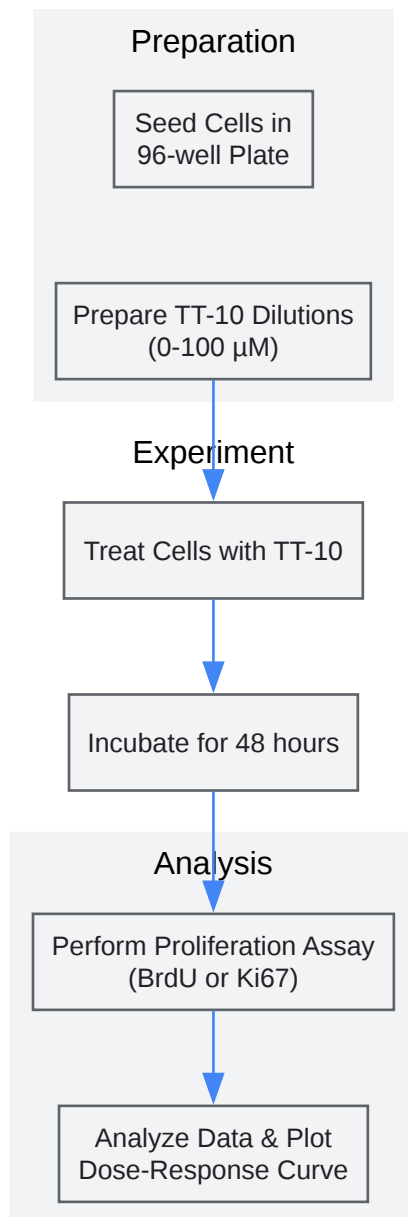 Preparation
Seed Cells in
96-well Plate
Prepare TT-10 Dilutions
(0-100 µM)
Experiment
Treat Cells with TT-10
Incubate for 48 hours
Analysis
Perform Proliferation Assay
(BrdU or Ki67)
Analyze Data & Plot
Dose-Response Curve